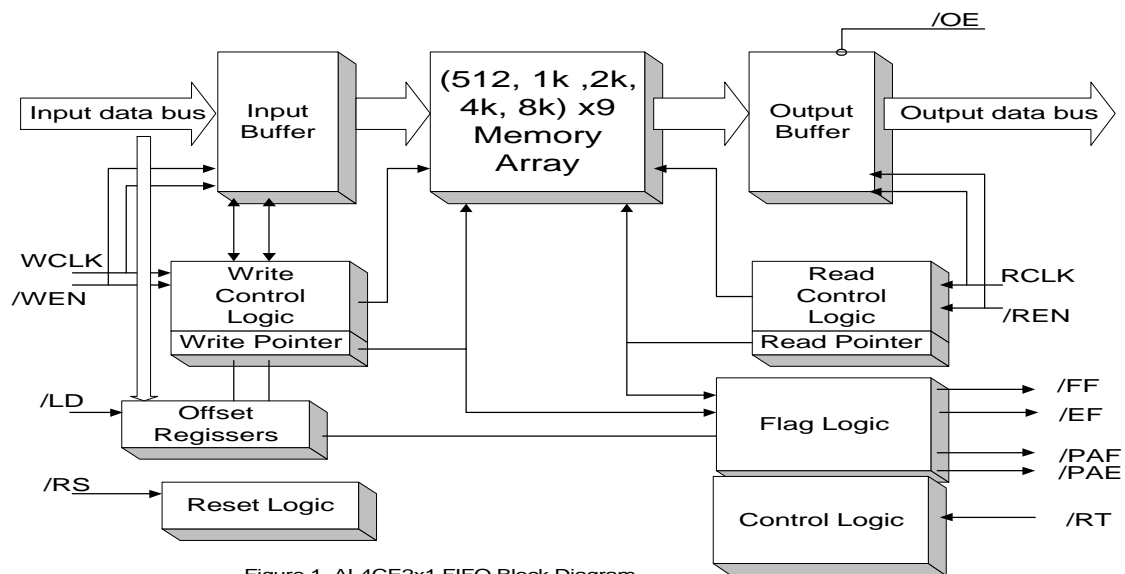 /OE
Input data bus
Input
Buffer
(512, 1k ,2k,
4k, 8k) x9
Memory
Array
Output
Buffer
Output data bus
WCLK
/WEN
Write
Control
Logic
Write Pointer
Read
Control
Logic
Read Pointer
RCLK
/REN
/LD
Offset
Regissers
Flag Logic
/FF
/EF
/PAF
/PAE
/RS
Reset Logic
Control Logic
/RT